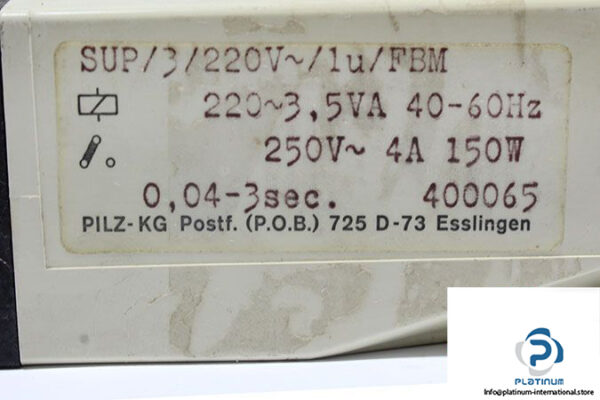 SUP/3/220V~/1u/FBM
220~3,5VA 40-60Hz
250V~ 4A 150W
0,04-3sec. 400065
PILZ-KG Postf. (P.O.B.) 725 D-73 Esslingen
PLATINUM
Info@platinum-international.store